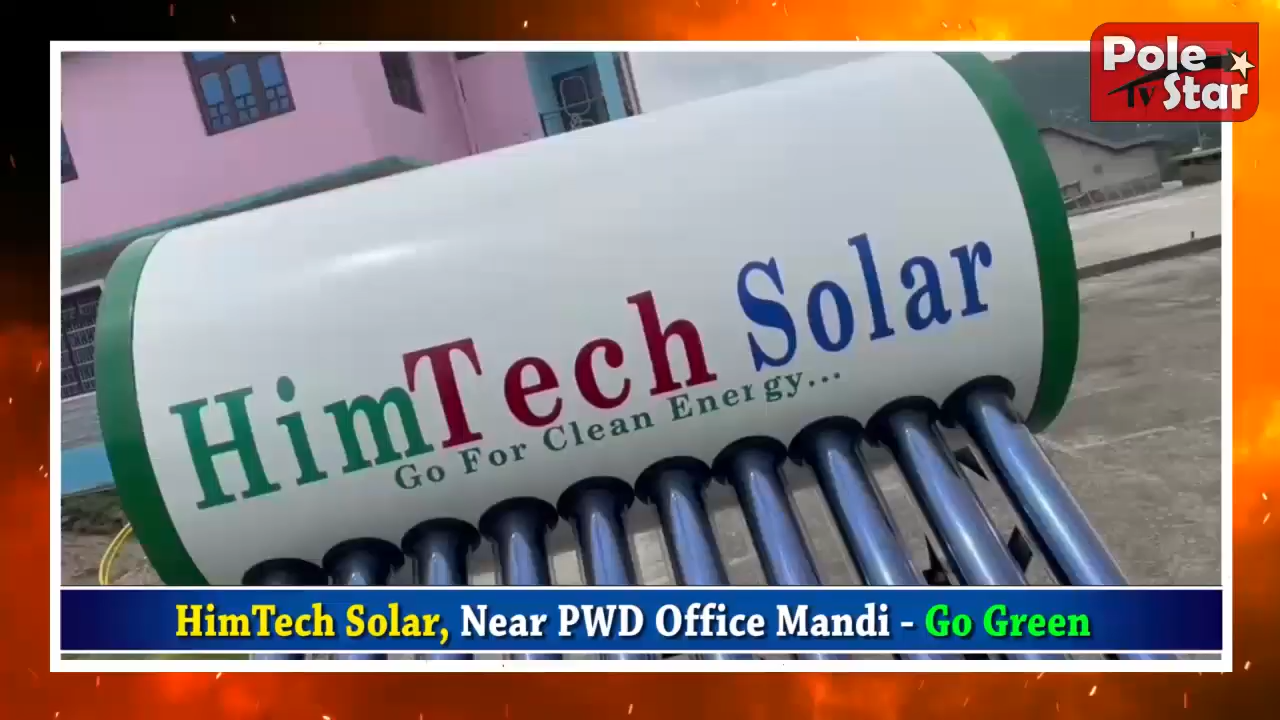 Pole
Tv Star
HimTech Solar
Go For Clean Energy...
HimTech Solar, Near PWD Office Mandi - Go Green